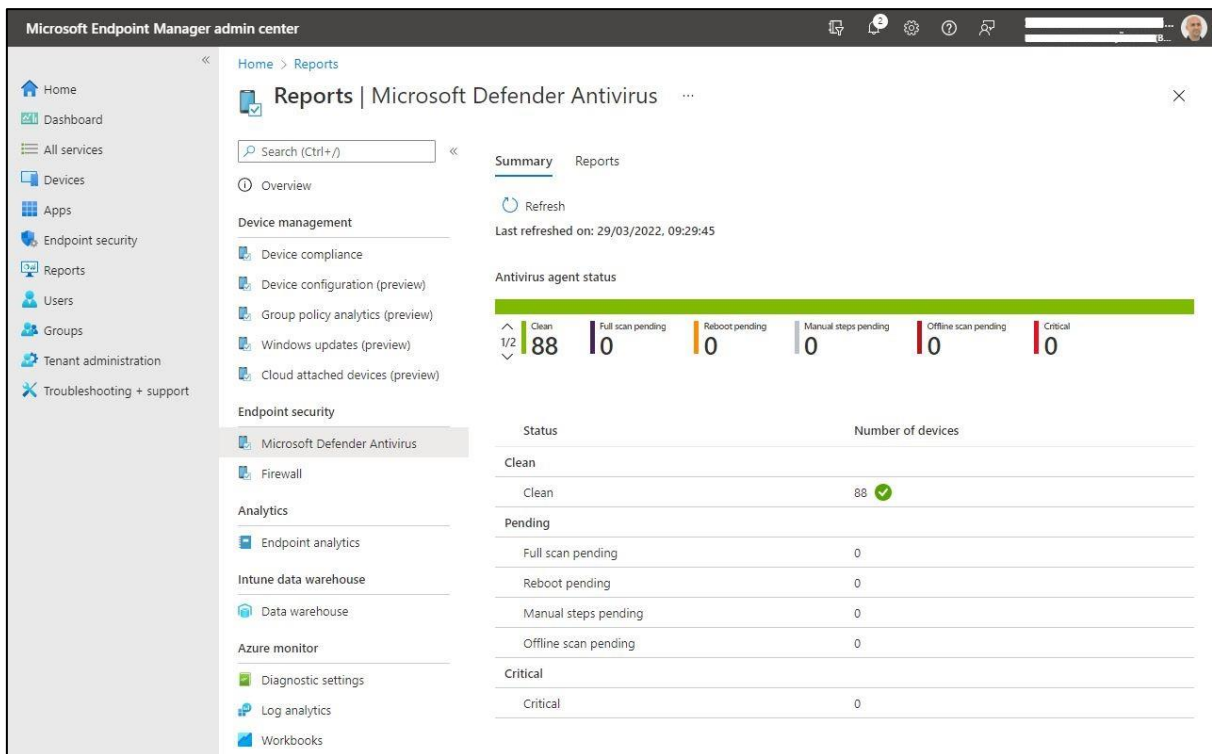 Microsoft Endpoint Manager admin center
2
B...
Home
Dashboard
All services
Devices
Apps
Endpoint security
Reports
Users
Groups
Tenant administration
Troubleshooting + support
Home > Reports
Reports | Microsoft Defender Antivirus ...
Search (Ctrl+/)
Overview
Device management
Device compliance
Device configuration (preview)
Group policy analytics (preview)
Windows updates (preview)
Cloud attached devices (preview)
Endpoint security
Microsoft Defender Antivirus
Firewall
Analytics
Endpoint analytics
Intune data warehouse
Data warehouse
Azure monitor
Diagnostic settings
Log analytics
Workbooks
Summary Reports
Refresh
Last refreshed on: 29/03/2022, 09:29:45
Antivirus agent status
1/2
Clean
88
Full scan pending
0
Reboot pending
0
Manual steps pending
0
Offline scan pending
0
Critical
0
Status Number of devices
Clean
Clean 88
Pending
Full scan pending 0
Reboot pending 0
Manual steps pending 0
Offline scan pending 0
Critical
Critical 0